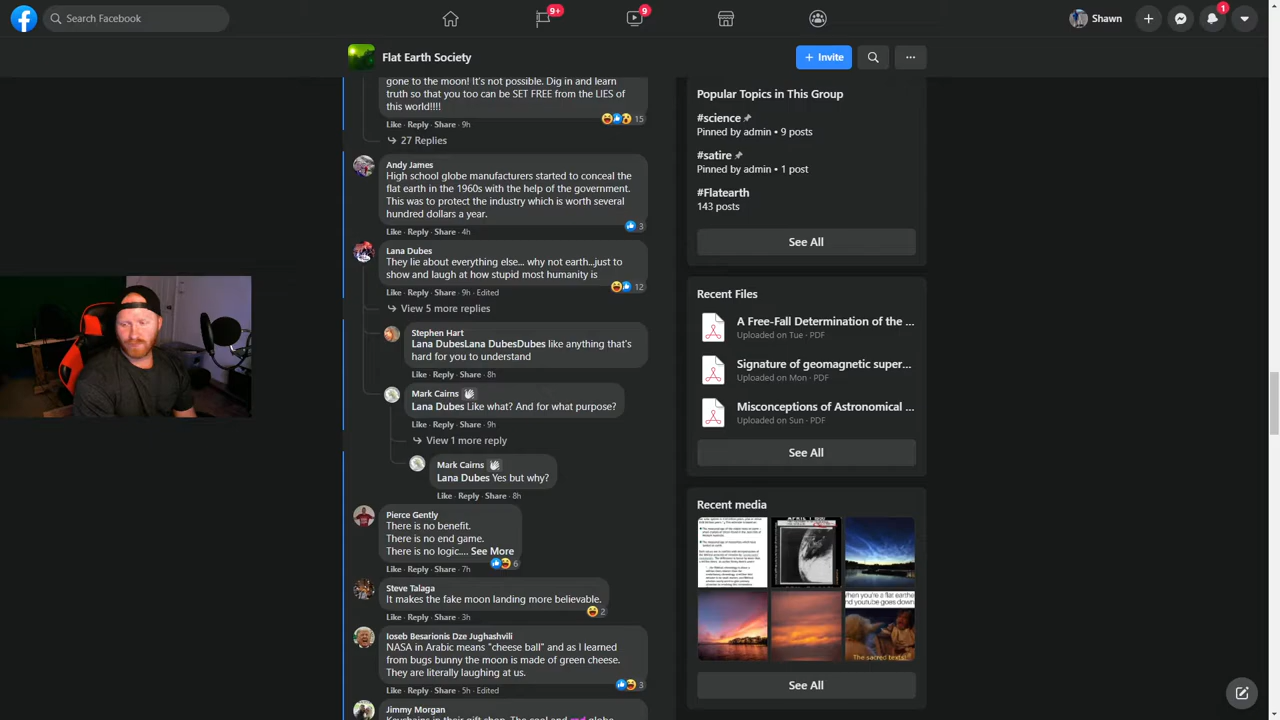 Search Facebook
9+
9
Shawn
1
Flat Earth Society
Invite
gone to the moon! It's not possible. Dig in and learn
truth so that you too can be SET FREE from the LIES of
this world!!!!
Like · Reply · Share · 9h
15
27 Replies
Andy James
High school globe manufacturers started to conceal the
flat earth in the 1960s with the help of the government.
This was to protect the industry which is worth several
hundred dollars a year.
3
Like · Reply · Share · 4h
Lana Dubes
They lie about everything else... why not earth...just to
show and laugh at how stupid most humanity is
12
Like · Reply · Share · 9h · Edited
View 5 more replies
Stephen Hart
Lana DubesLana DubesDubes like anything that's
hard for you to understand
Like · Reply · Share · 8h
Mark Cairns
Lana Dubes Like what? And for what purpose?
Like · Reply · Share · 9h
View 1 more reply
Mark Cairns
Lana Dubes Yes but why?
Like · Reply · Share · 8h
Pierce Gently
There is no benefit.
There is no end game.
There is no logic.... See More
6
Like · Reply · Share · 7h
Steve Talaga
It makes the fake moon landing more believable.
2
Like · Reply · Share · 3h
Ioseb Besarionis Dze Jughashvili
NASA in Arabic means "cheese ball" and as I learned
from bugs bunny the moon is made of green cheese.
They are literally laughing at us.
3
Like · Reply · Share · 5h · Edited
Jimmy Morgan
Popular Topics in This Group
#science
Pinned by admin • 9 posts
#satire
Pinned by admin • 1 post
#Flatearth
143 posts
See All
Recent Files
A Free-Fall Determination of the ...
Uploaded on Tue · PDF
Signature of geomagnetic super...
Uploaded on Mon · PDF
Misconceptions of Astronomical ...
Uploaded on Sun · PDF
See All
Recent media
when you're a flat earther
and youtube goes down
The sacred texts!
See All